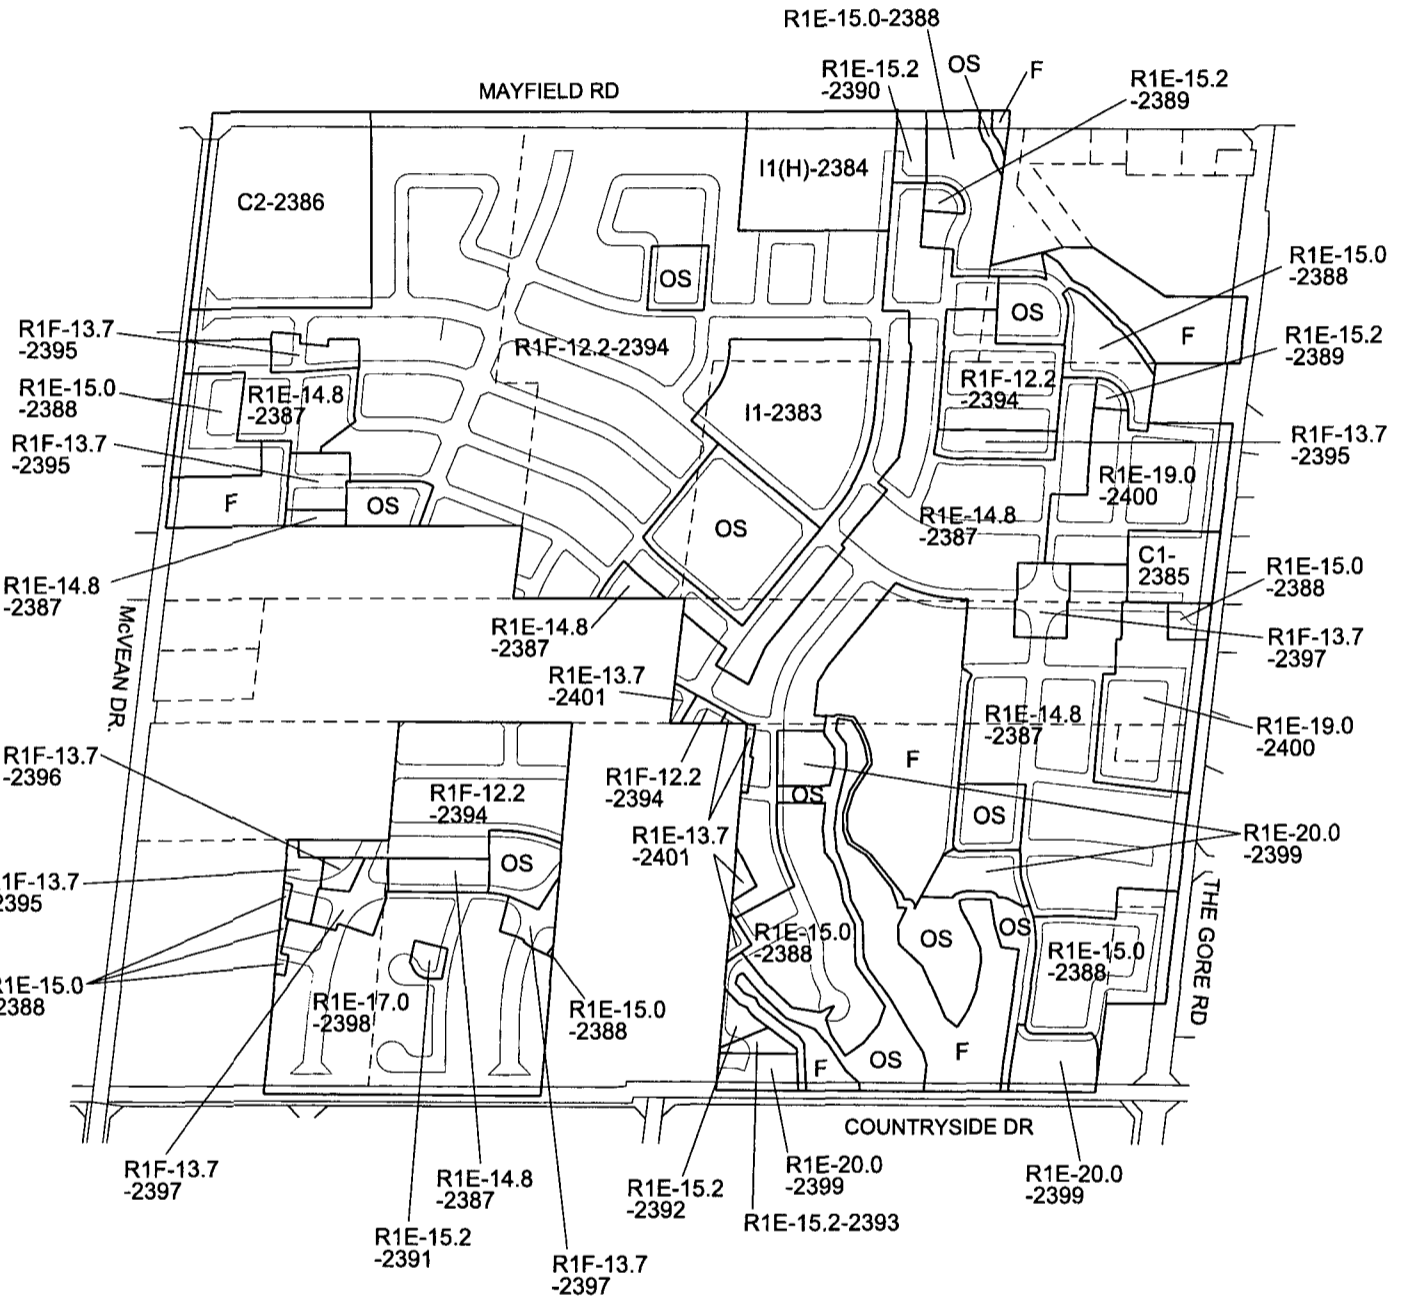 R1E-15.0-2388
OS
F
R1E-15.2
-2390
R1E-15.2
-2389
MAYFIELD RD
I1(H)-2384
C2-2386
OS
R1E-15.0
-2388
OS
F
R1F-13.7
-2395
R1F-12.2-2394
R1E-15.2
-2389
R1E-15.0
-2388
R1E-14.8
-2387
R1F-12.2
-2394
I1-2383
R1F-13.7
-2395
R1F-13.7
-2395
R1E-19.0
-2400
F
OS
OS
R1E-14.8
-2387
C1-
2385
R1E-15.0
-2388
R1E-14.8
-2387
McVEAN DR.
R1E-14.8
-2387
R1F-13.7
-2397
R1E-13.7
-2401
R1E-14.8
-2387
R1E-19.0
-2400
R1F-13.7
-2396
F
R1F-12.2
-2394
R1F-12.2
-2394
OS
OS
R1E-13.7
-2401
R1E-20.0
-2399
OS
1F-13.7
2395
THE GORE RD
R1E-15.0
-2388
OS
OS
R1E-15.0
-2388
R1E-15.0
2388
R1E-17.0
-2398
R1E-15.0
-2388
F
OS
F
COUNTRYSIDE DR
R1F-13.7
-2397
R1E-14.8
-2387
R1E-15.2
-2392
R1E-20.0
-2399
R1E-20.0
-2399
R1E-15.2-2393
R1E-15.2
-2391
R1F-13.7
-2397